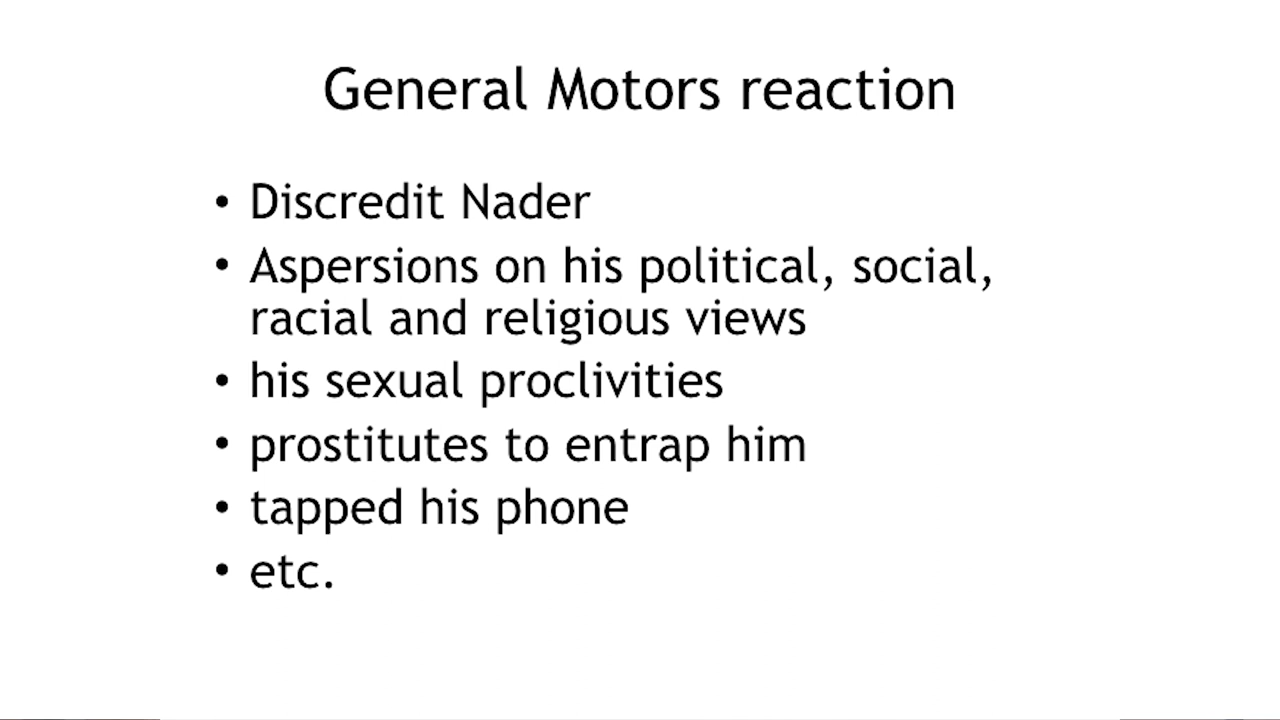 General Motors reaction
• Discredit Nader
• Aspersions on his political, social,
racial and religious views
• his sexual proclivities
• prostitutes to entrap him
• tapped his phone
• etc.